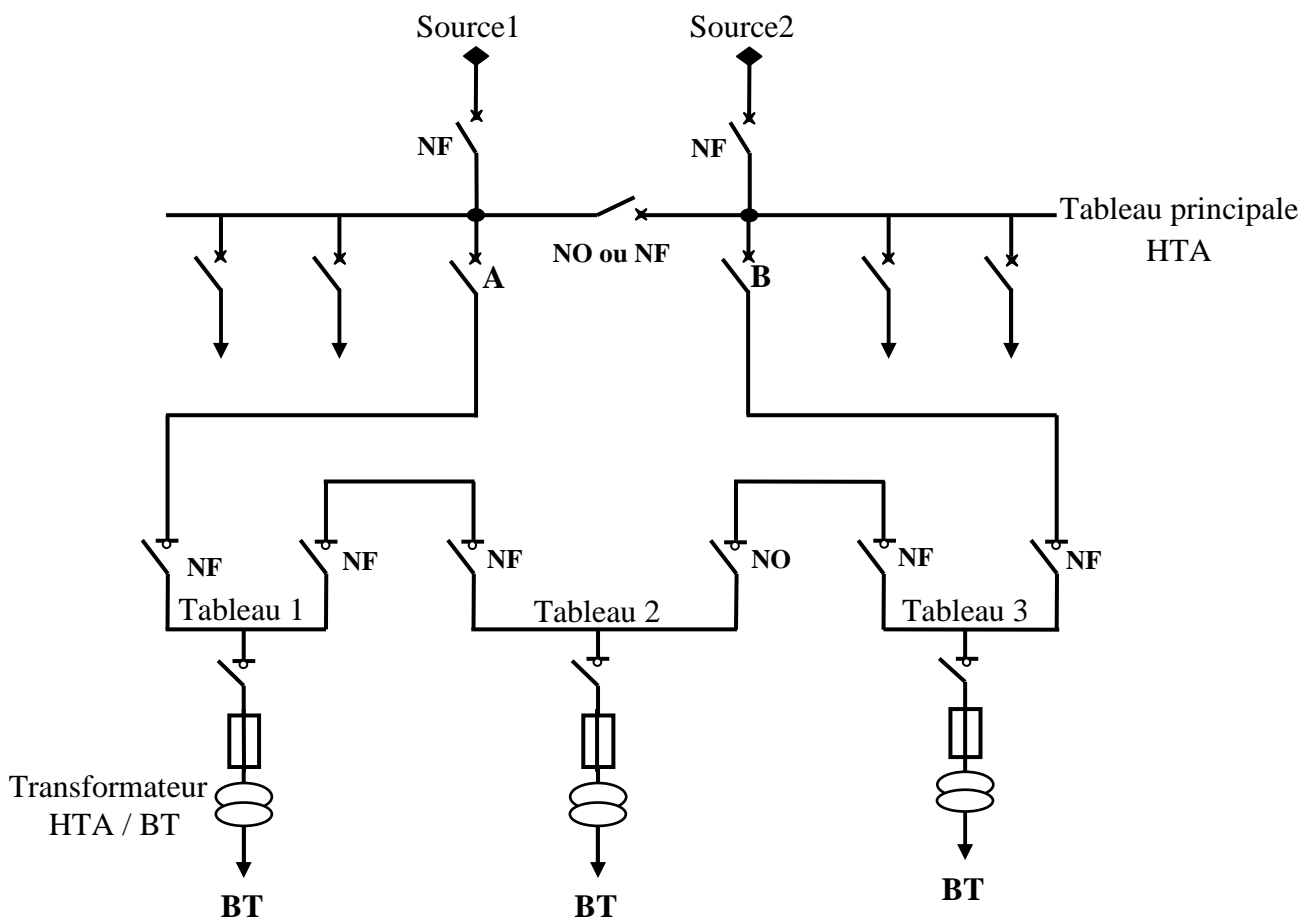 Source1
Source2
NF
NF
Tableau principale
HTA
NO ou NF
A
B
NF
NF
NF
NO
NF
NF
Tableau 1
Tableau 2
Tableau 3
Transformateur
HTA / BT
BT
BT
BT